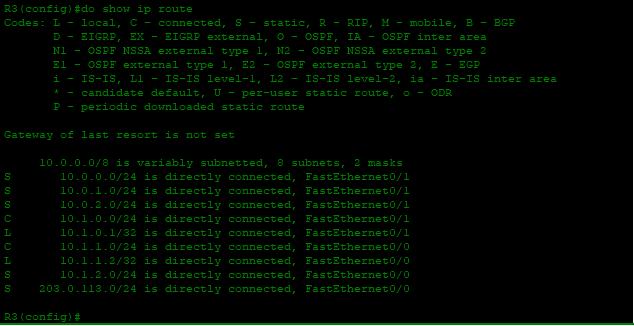 R3(config)#do show ip route
Codes: L - local, C - connected, S - static, R - RIP, M - mobile, B - BGP
       D - EIGRP, EX - EIGRP external, O - OSPF, IA - OSPF inter area
       N1 - OSPF NSSA external type 1, N2 - OSPF NSSA external type 2
       E1 - OSPF external type 1, E2 - OSPF external type 2, E - EGP
       i - IS-IS, L1 - IS-IS level-1, L2 - IS-IS level-2, ia - IS-IS inter area
       * - candidate default, U - per-user static route, o - ODR
       P - periodic downloaded static route
Gateway of last resort is not set
     10.0.0.0/8 is variably subnetted, 8 subnets, 2 masks
S       10.0.0.0/24 is directly connected, FastEthernet0/1
S       10.0.1.0/24 is directly connected, FastEthernet0/1
S       10.0.2.0/24 is directly connected, FastEthernet0/1
C       10.1.0.0/24 is directly connected, FastEthernet0/1
L       10.1.0.1/32 is directly connected, FastEthernet0/1
C       10.1.1.0/24 is directly connected, FastEthernet0/0
L       10.1.1.2/32 is directly connected, FastEthernet0/0
S       10.1.2.0/24 is directly connected, FastEthernet0/0
S    203.0.113.0/24 is directly connected, FastEthernet0/0
R3(config)#